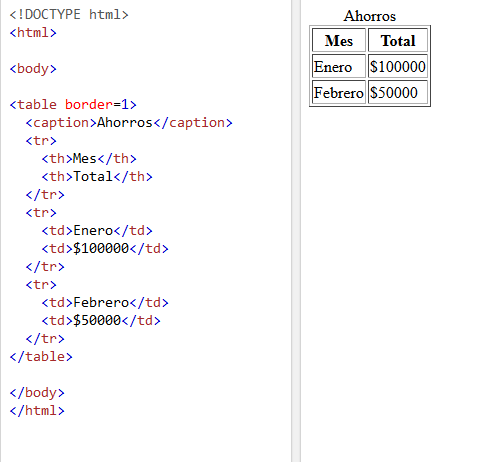 <!DOCTYPE html>
<html>
<body>
<table border=1>
<caption>Ahorros</caption>
<tr>
<th>Mes</th>
<th>Total</th>
</tr>
<tr>
<td>Enero</td>
<td>$100000</td>
</tr>
<tr>
<td>Febrero</td>
<td>$50000</td>
</tr>
</table>
</body>
</html>
Ahorros
Mes Total
Enero $100000
Febrero $50000